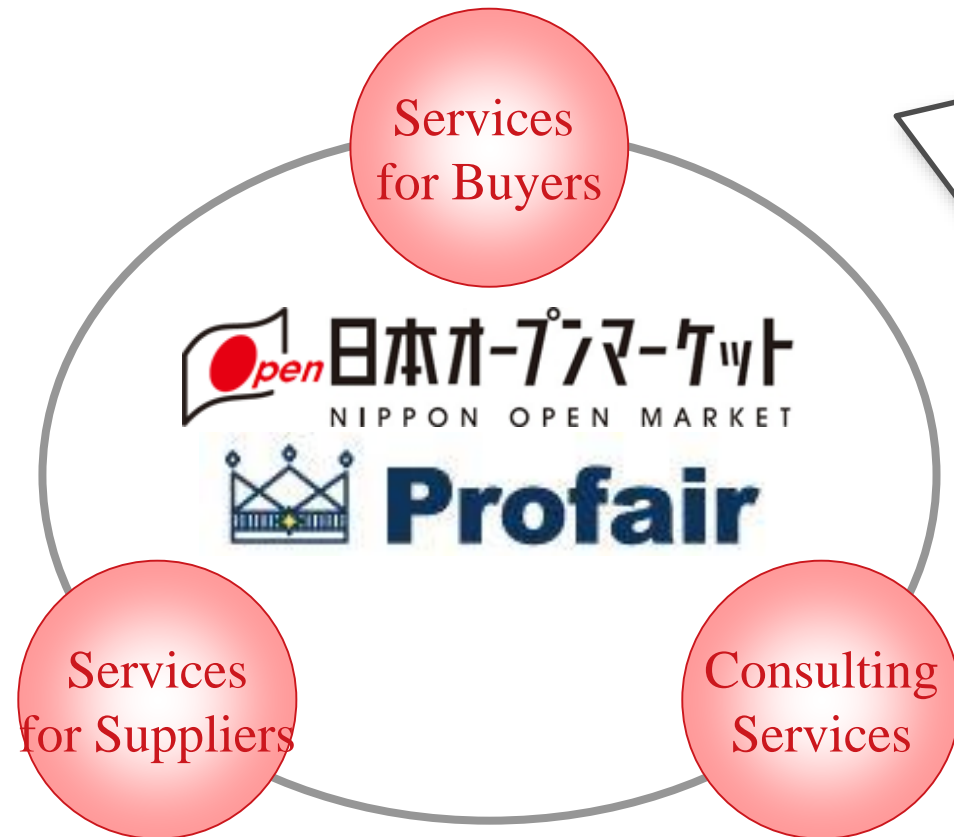 Services
for Buyers
Open 日本オープンマーケット
NIPPON OPEN MARKET
Profair
Services
for Suppliers
Consulting
Services